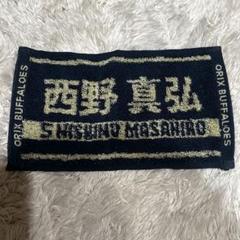 西野 真弘
5 NISHINO MASAHIRO
ORIX BUFFALOES
ORIX BUFFALOES